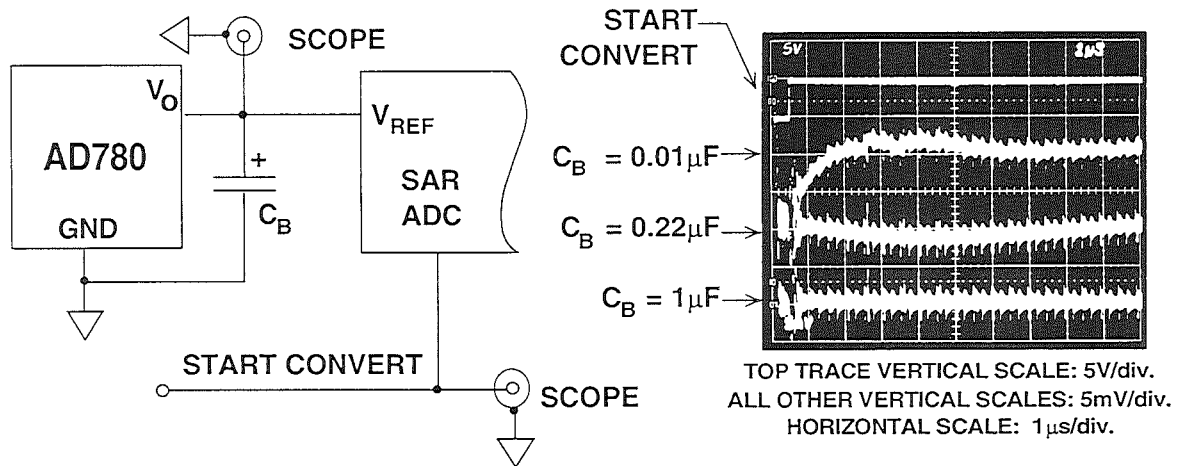 SCOPE
V_O
AD780
GND
+
C_B
V_REF
SAR
ADC
START CONVERT
SCOPE
START
CONVERT
5V
1µS
C_B = 0.01µF
C_B = 0.22µF
C_B = 1µF
TOP TRACE VERTICAL SCALE: 5V/div.
ALL OTHER VERTICAL SCALES: 5mV/div.
HORIZONTAL SCALE: 1µs/div.